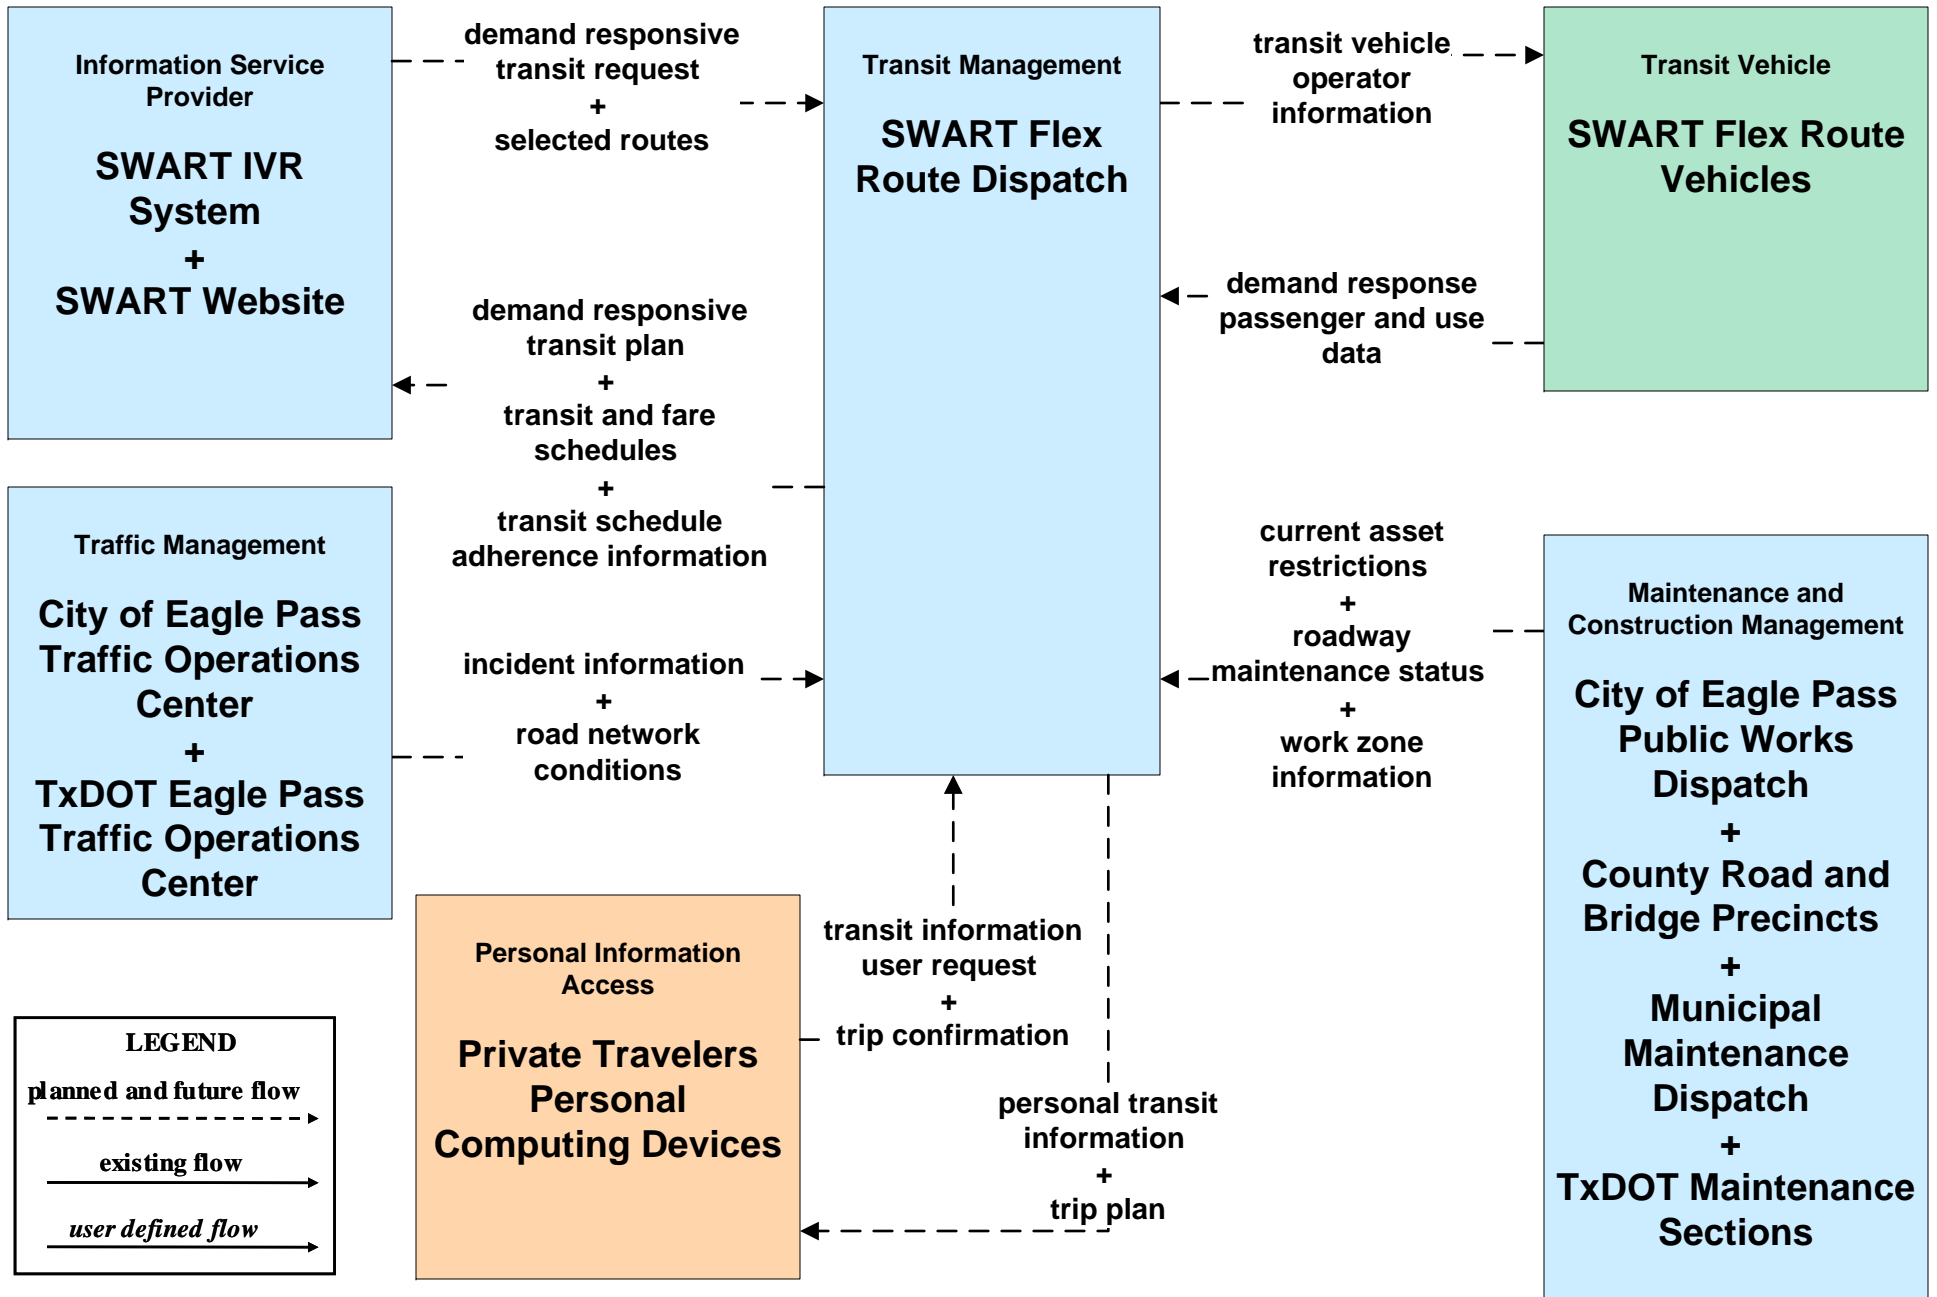 Information Service
Provider
SWART IVR
System
+
SWART Website
demand responsive
transit request
+
selected routes
Transit Management
SWART Flex
Route Dispatch
transit vehicle
operator
information
Transit Vehicle
SWART Flex Route
Vehicles
demand responsive
transit plan
+
transit and fare
schedules
+
transit schedule
adherence information
demand response
passenger and use
data
Traffic Management
City of Eagle Pass
Traffic Operations
Center
+
TxDOT Eagle Pass
Traffic Operations
Center
incident information
+
road network
conditions
current asset
restrictions
+
roadway
maintenance status
+
work zone
information
Maintenance and
Construction Management
City of Eagle Pass
Public Works
Dispatch
+
County Road and
Bridge Precincts
+
Municipal
Maintenance
Dispatch
+
TxDOT Maintenance
Sections
Personal Information
Access
Private Travelers
Personal
Computing Devices
transit information
user request
+
trip confirmation
personal transit
information
+
trip plan
LEGEND
planned and future flow
existing flow
user defined flow